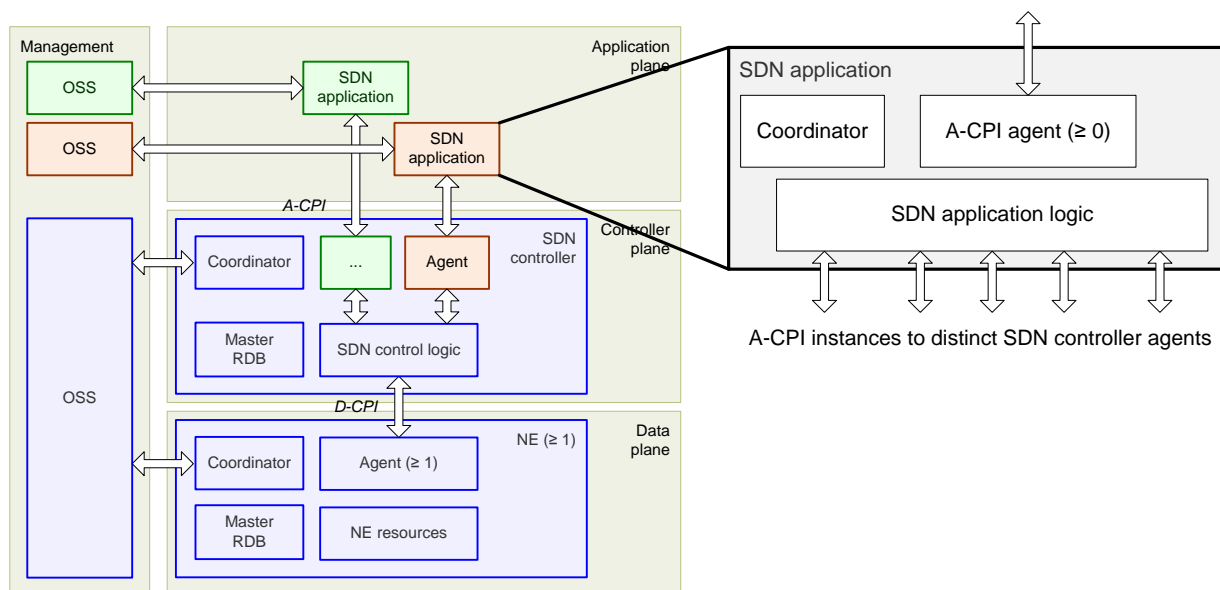 Management
OSS
OSS
OSS
Application
plane
SDN
application
SDN
application
A-CPI
Controller
plane
SDN
controller
Coordinator
...
Agent
Master
RDB
SDN control logic
D-CPI
Data
plane
NE (≥ 1)
Coordinator
Agent (≥ 1)
Master
RDB
NE resources
SDN application
Coordinator
A-CPI agent (≥ 0)
SDN application logic
A-CPI instances to distinct SDN controller agents